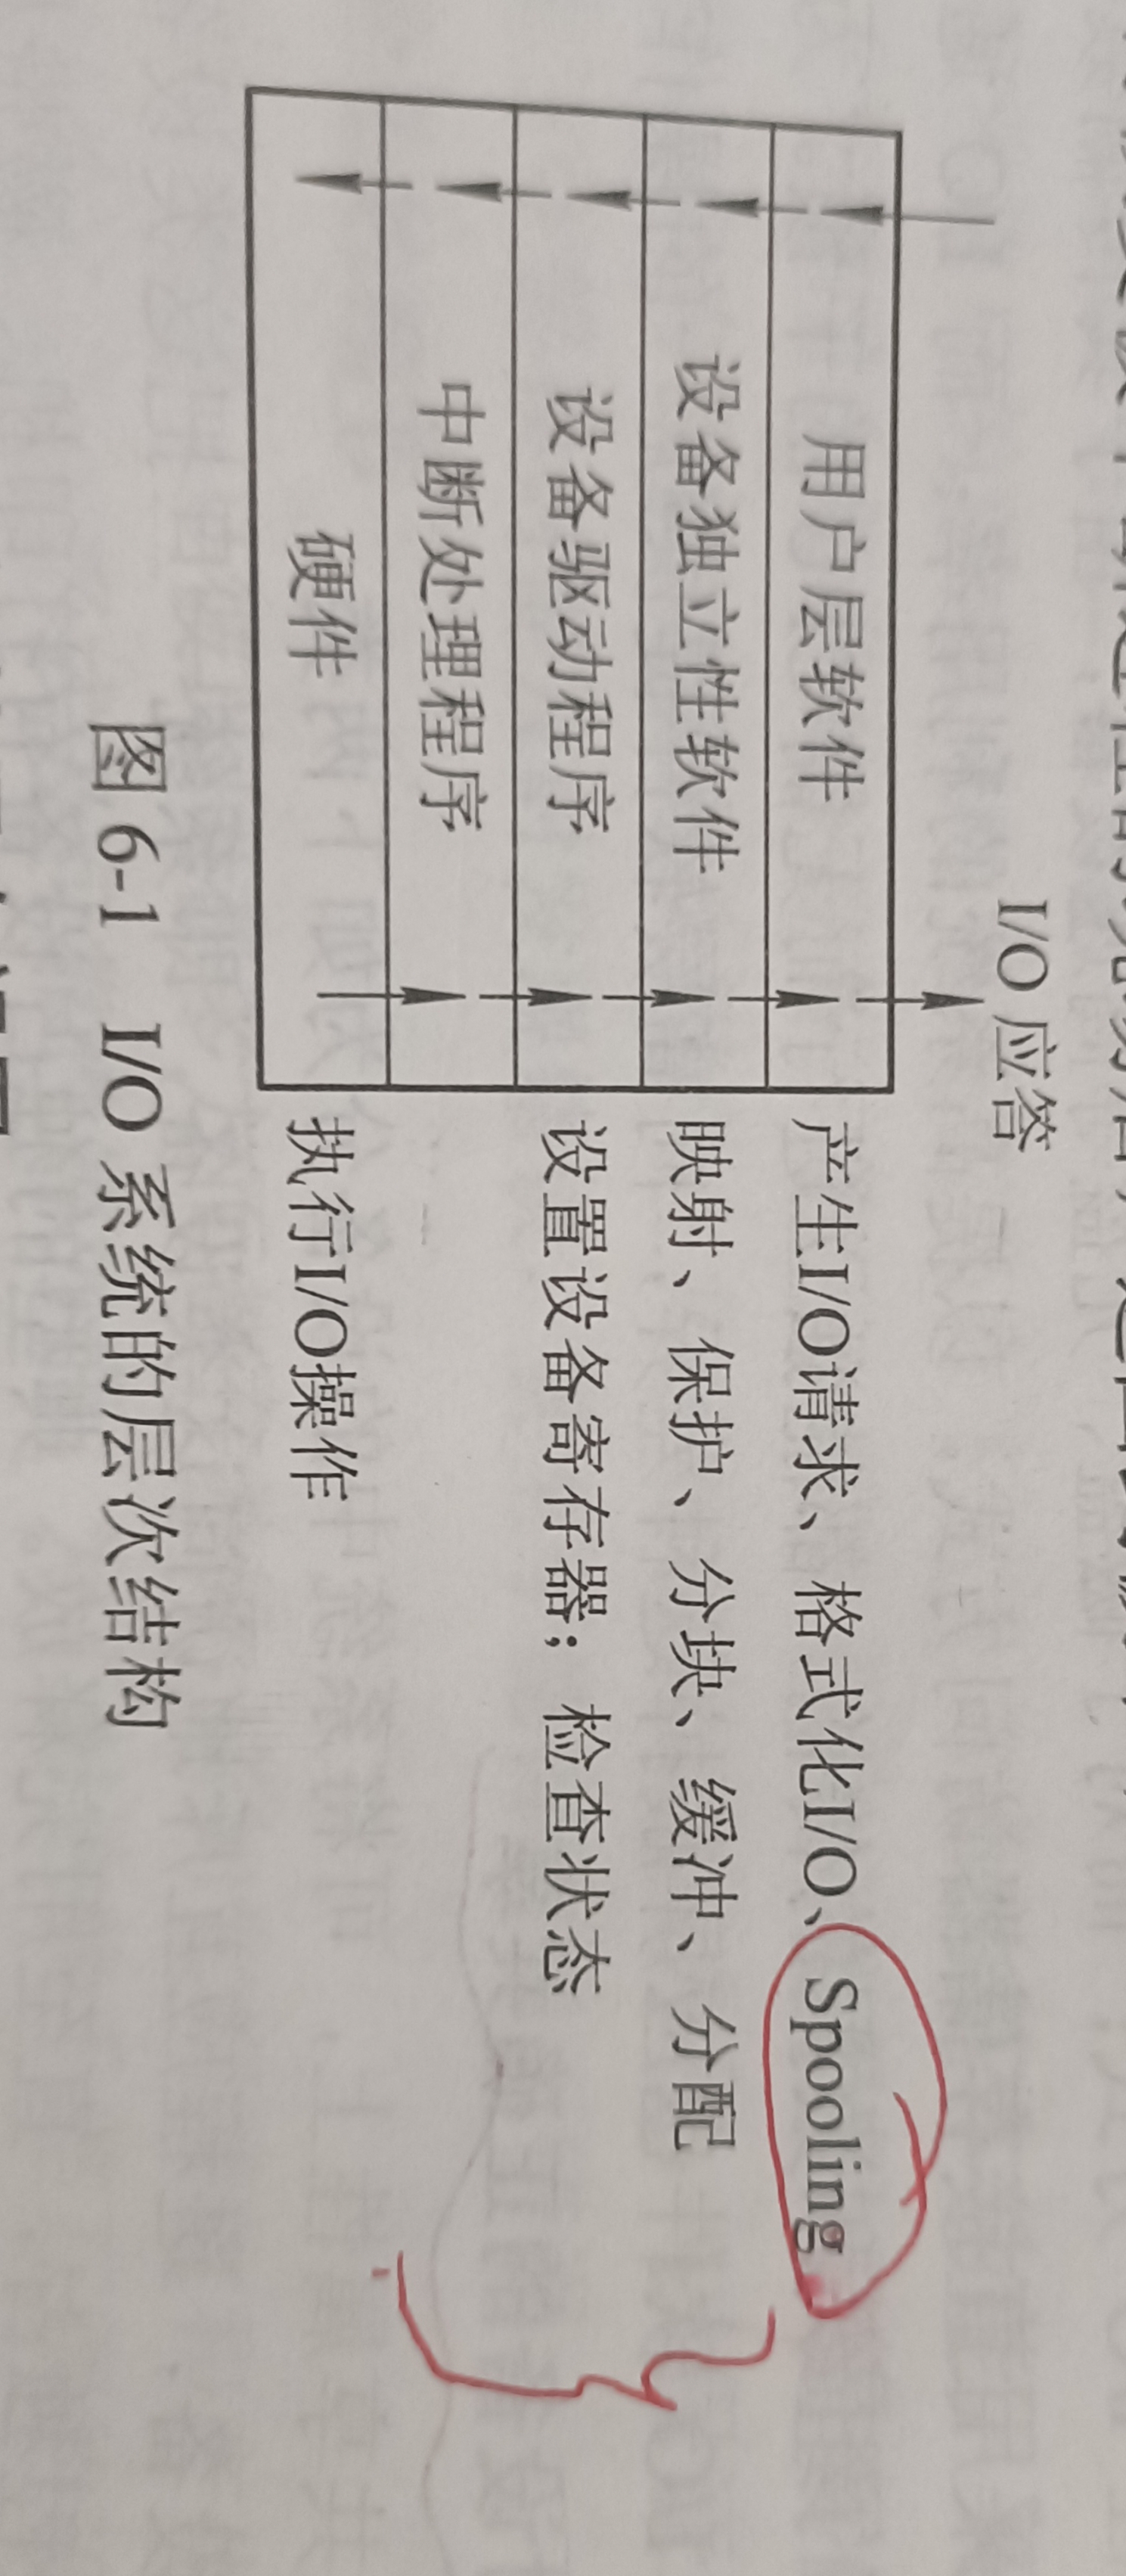 I/O 应答
用户层软件 产生I/O请求、格式化I/O、Spooling
设备独立性软件 映射、保护、分块、缓冲、分配
设备驱动程序 设置设备寄存器；检查状态
中断处理程序
硬件 执行I/O操作
图 6-1 I/O 系统的层次结构